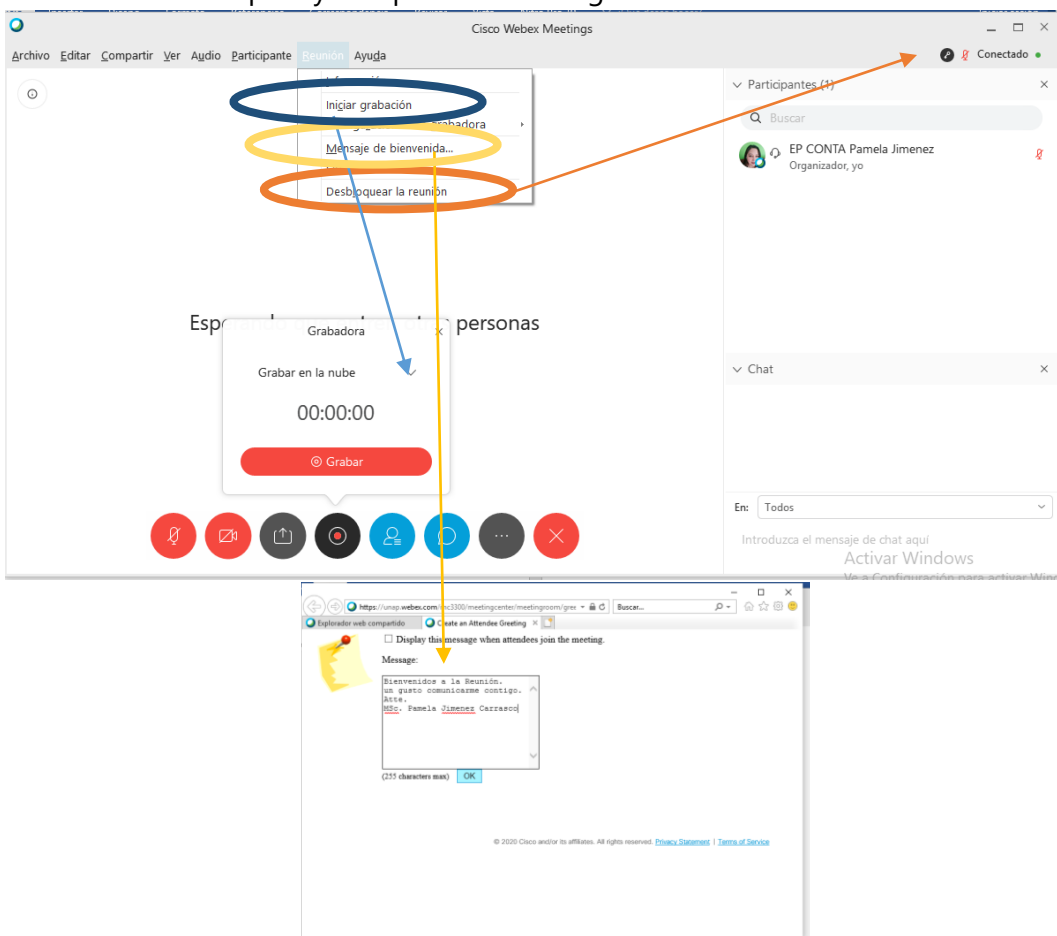 Cisco Webex Meetings
Archivo Editar Compartir Ver Audio Participante Reunión Ayuda
Conectado
Participantes (1)
Buscar
EP CONTA Pamela Jimenez
Organizador, yo
Iniciar grabación
Mensaje de bienvenida...
Desbloquear la reunión
personas
Grabadora
Grabar en la nube
00:00:00
Grabar
Chat
En: Todos
Introduzca el mensaje de chat aquí
Activar Windows
Ve a Configuración para activar
Buscar...
Explorador web compartido Create an Attendee Greeting
Display this message when attendees join the meeting.
Message:
Bienvenidos a la Reunión.
un gusto comunicarme contigo.
Atte.
MSc. Pamela Jimenez Carrasco
(255 characters max) OK
© 2020 Cisco and/or its affiliates. All rights reserved. Privacy Statement | Terms of Service